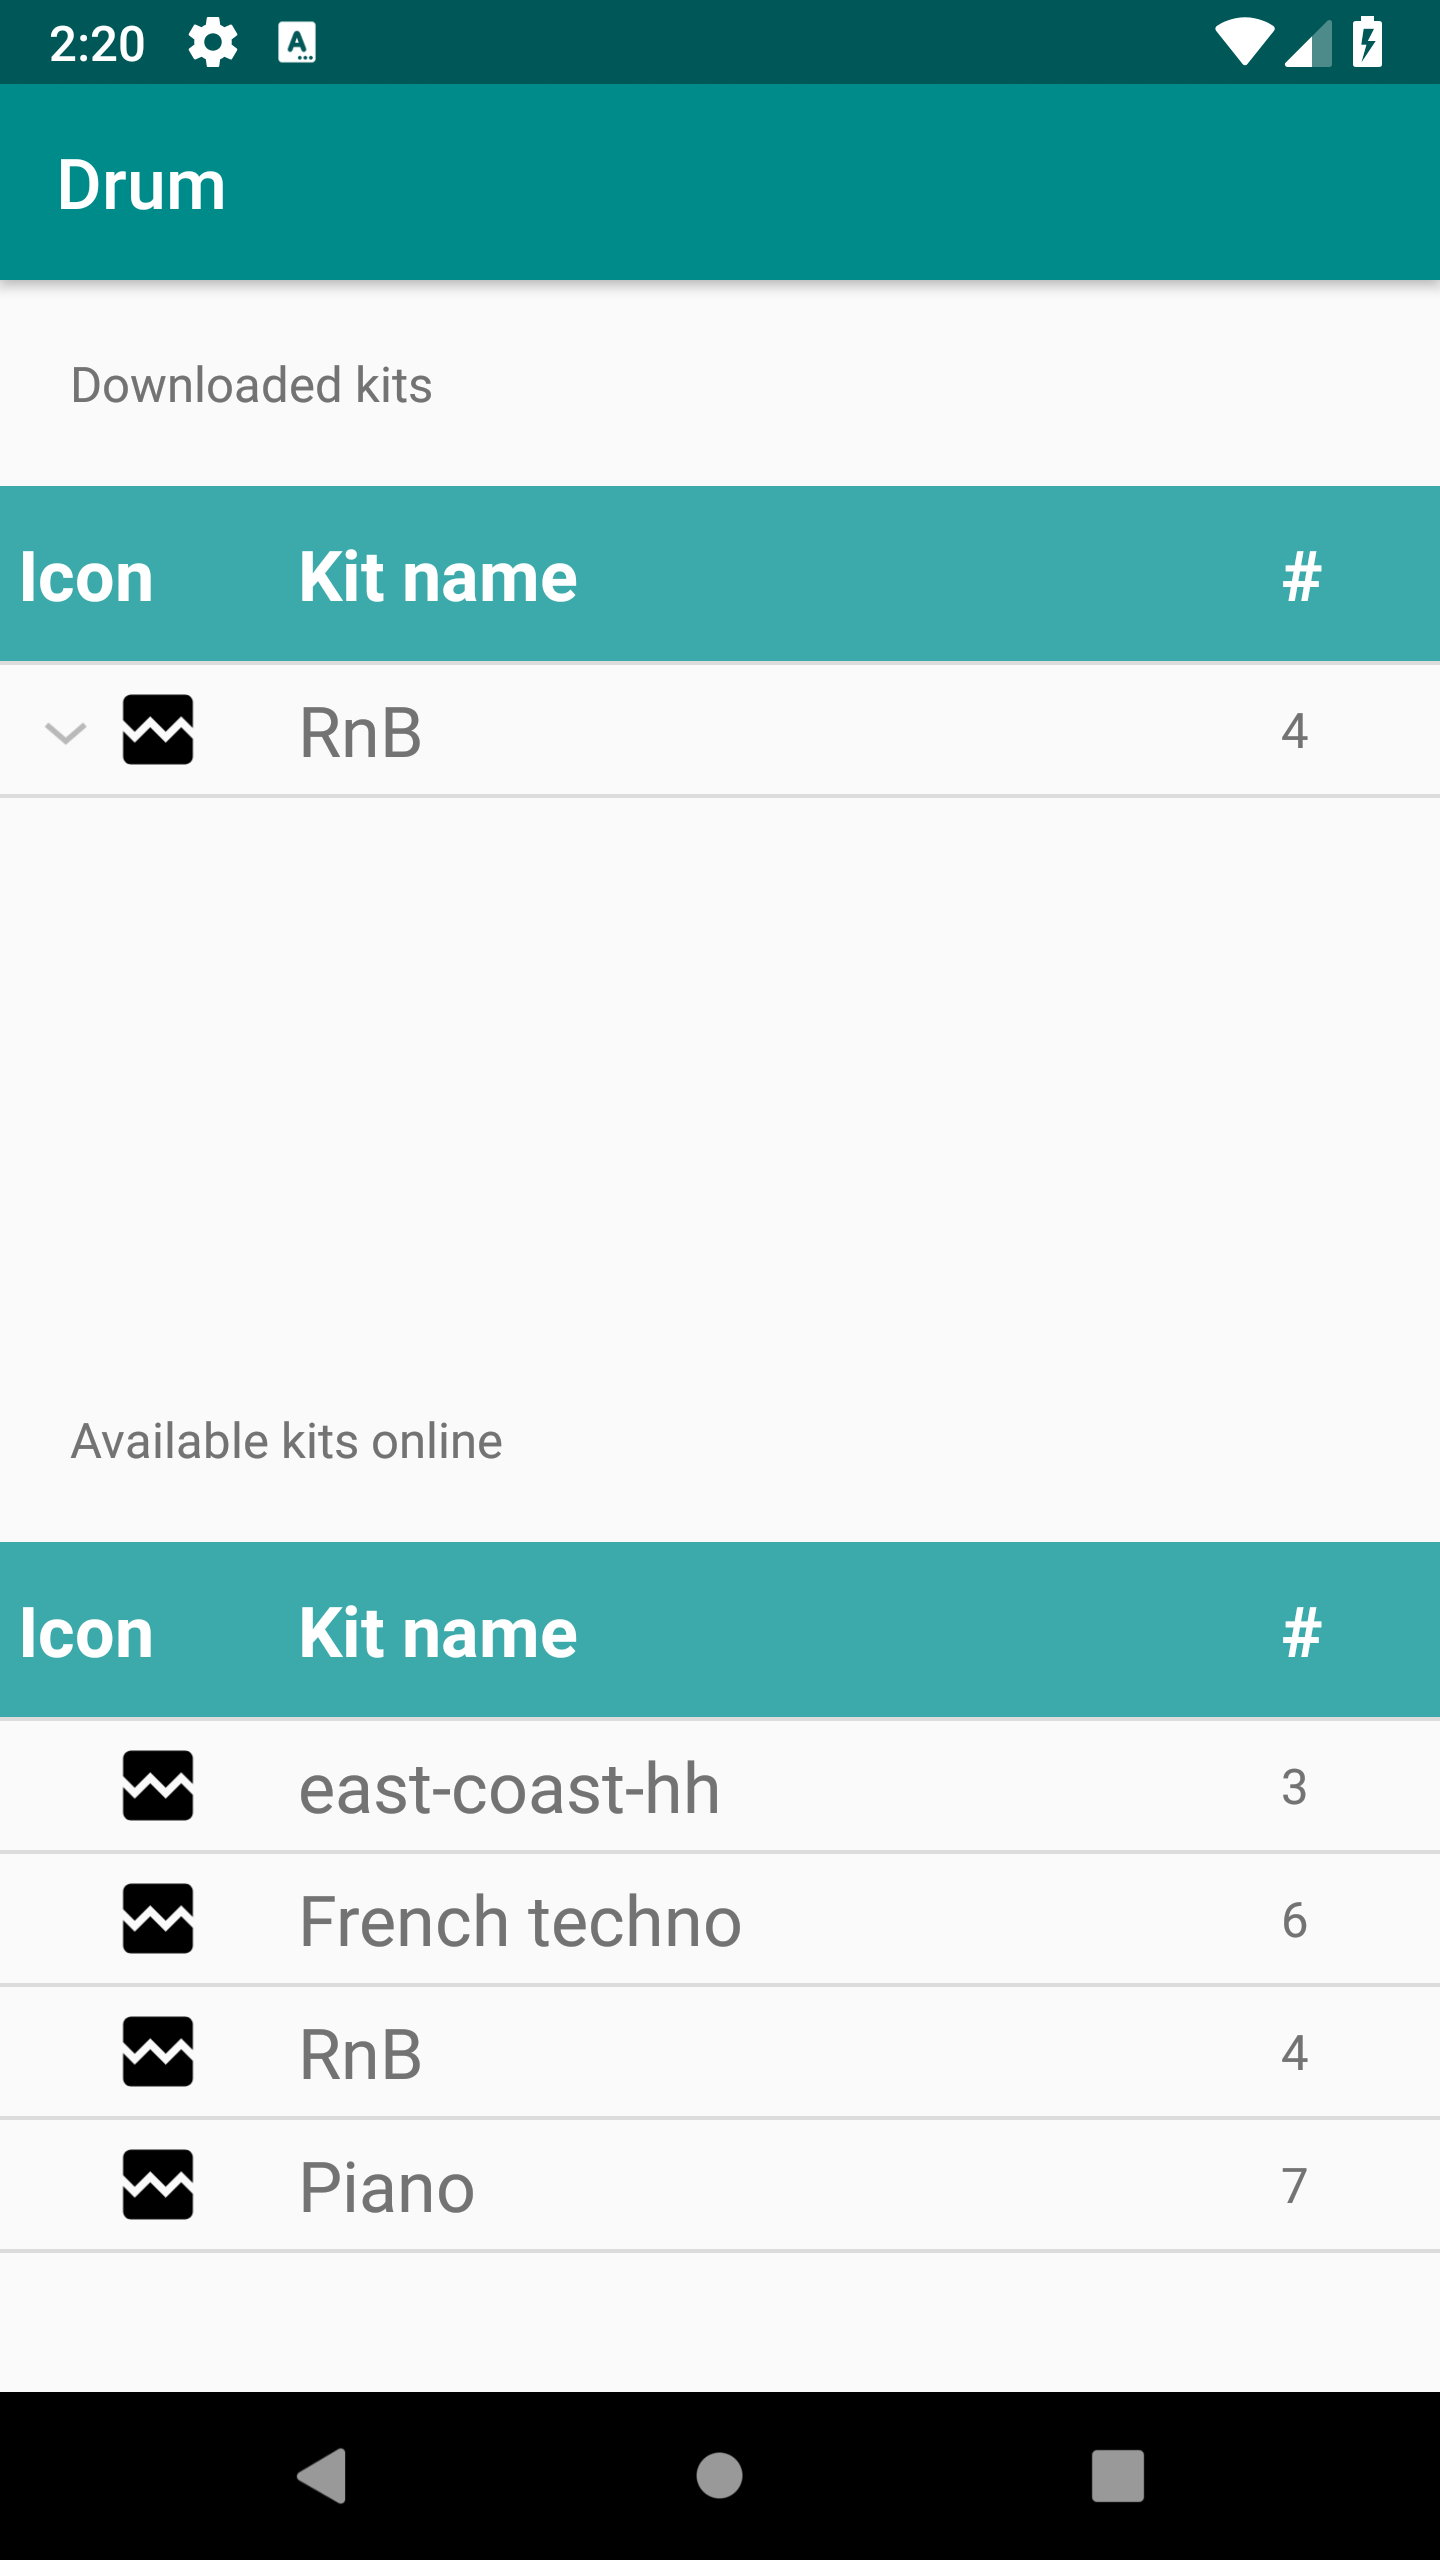 2:20
Drum
Downloaded kits
Icon Kit name #
RnB 4
Available kits online
Icon Kit name #
east-coast-hh 3
French techno 6
RnB 4
Piano 7